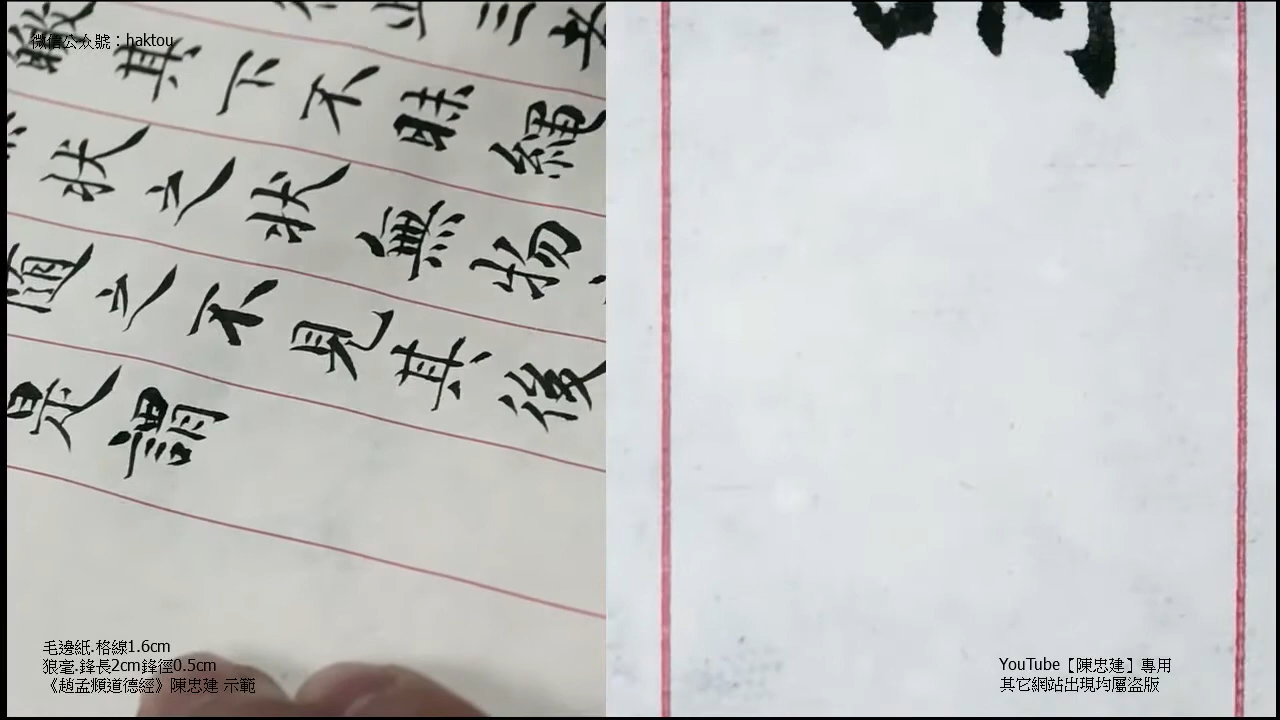 微信公众號：haktou
此三者
皦其下不昧繩
狀之狀無物
隨之不見其後
是謂
毛邊紙.格線1.6cm
狼毫.鋒長2cm鋒徑0.5cm
《趙孟頫道德經》陳忠建 示範
YouTube［陳忠建］專用
其它網站出現均屬盜版